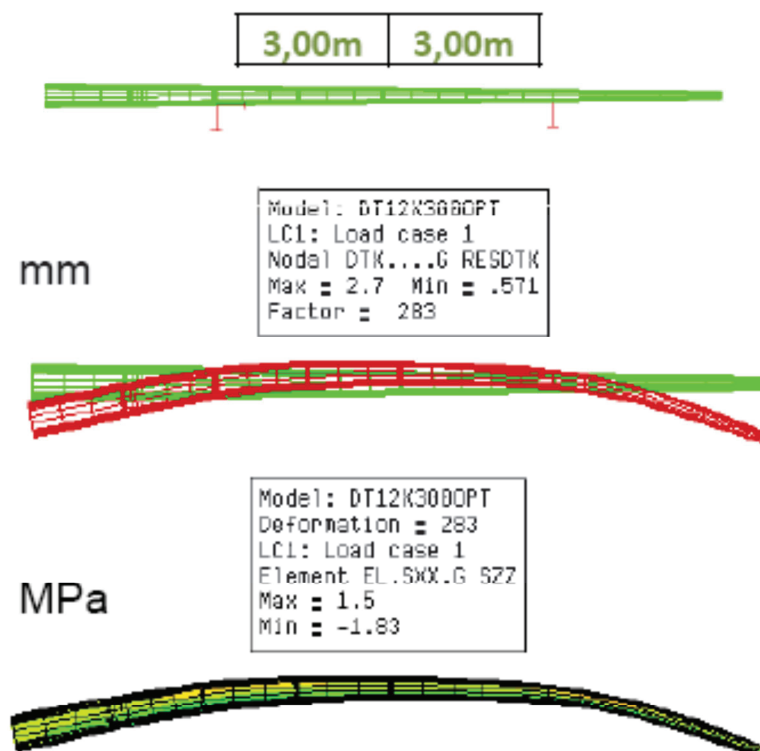 3,00m 3,00m
Model: DT12K300OPT
LC1: Load case 1
Nodal DTK....G RESDTK
mm
Max = 2.7 Min = .571
Factor = 283
Model: DT12K300OPT
Deformation = 283
LC1: Load case 1
Element EL.SXX.G SZZ
MPa
Max = 1.5
Min = -1.83